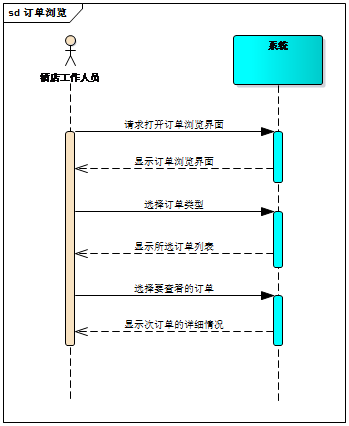 sd 订单浏览
系统
酒店工作人员
请求打开订单浏览界面
显示订单浏览界面
选择订单类型
显示所选订单列表
选择要查看的订单
显示次订单的详细情况